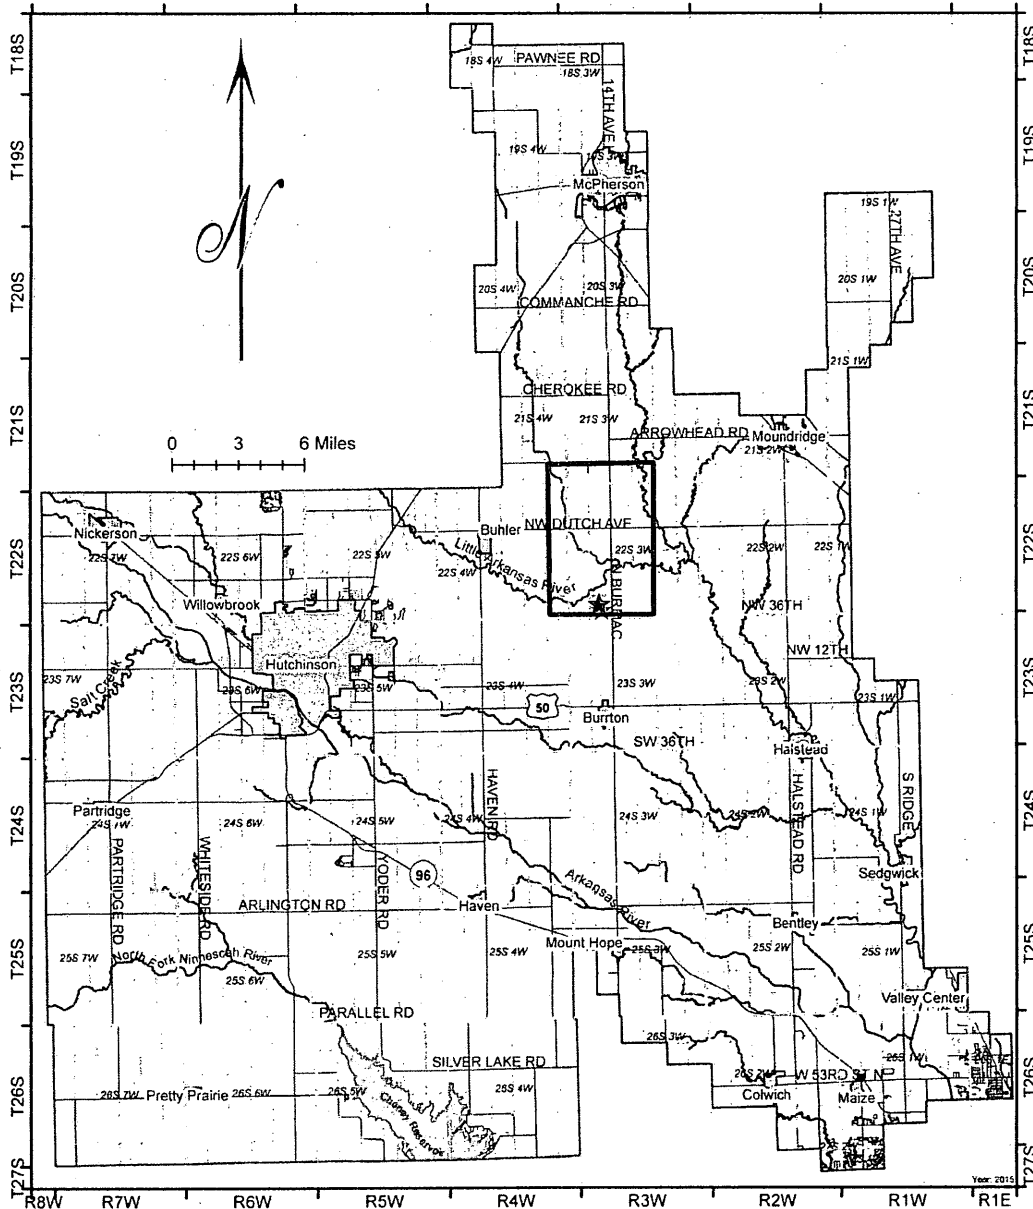 T18S
T18S
18S 4W
PAWNEE RD
18S 3W
14TH AVE
T19S
T19S
19S 4W
19S 3W
McPherson
19S 1W
27TH AVE
N
T20S
T20S
20S 4W
20S 3W
20S 1W
COMMANCHE RD
21S 1W
CHEROKEE RD
T21S
T21S
21S 4W
21S 3W
ARROWHEAD RD
Moundridge
21S 2W
0 3 6 Miles
Nickerson
Buhler
NW DUTCH AVE
T22S
T22S
22S 7W
22S 6W
22S 5W
22S 4W
22S 3W
22S 2W
22S 1W
Little Arkansas River
Willowbrook
N BURMAC
NW 36TH
Hutchinson
NW 12TH
T23S
T23S
Salt Creek
23S 7W
23S 6W
23S 5W
23S 4W
23S 3W
23S 2W
23S 1W
50
Burrton
SW 36TH
Halstead
HAVEN RD
HALSTEAD RD
S RIDGE
T24S
T24S
Partridge
24S 6W
24S 5W
24S 4W
24S 3W
24S 2W
24S 1W
PARTRIDGE RD
WHITESIDE RD
YODER RD
96
Sedgwick
Arkansas River
ARLINGTON RD
Haven
Bentley
Mount Hope
T25S
T25S
25S 7W
25S 6W
25S 5W
25S 4W
25S 3W
25S 2W
25S 1W
North Fork Ninnescah River
Valley Center
PARALLEL RD
SILVER LAKE RD
T26S
T26S
26S 7W
Pretty Prairie
26S 6W
26S 5W
26S 4W
26S 3W
26S 2W
26S 1W
W 53RD ST N
Cheney Reservoir
Colwich
Maize
T27S
T27S
Year: 2015
R8W R7W R6W R5W R4W R3W R2W R1W R1E